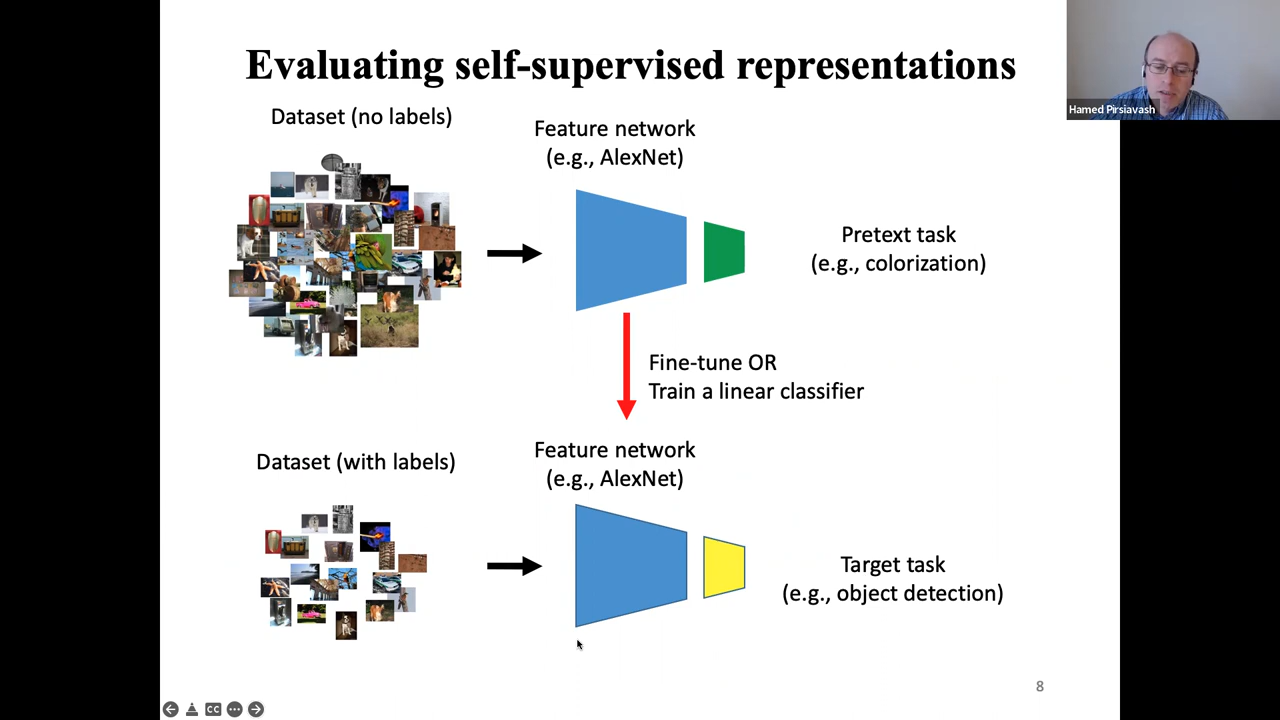 Evaluating self-supervised representations
Hamed Pirsiavash
Dataset (no labels)
Feature network
(e.g., AlexNet)
Pretext task
(e.g., colorization)
Fine-tune OR
Train a linear classifier
Dataset (with labels)
Feature network
(e.g., AlexNet)
Target task
(e.g., object detection)
8
CC